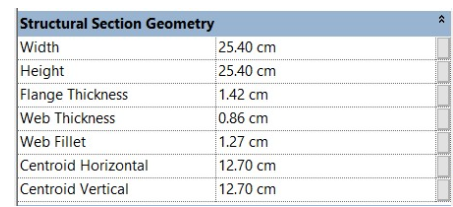 Structural Section Geometry
Width 25.40 cm
Height 25.40 cm
Flange Thickness 1.42 cm
Web Thickness 0.86 cm
Web Fillet 1.27 cm
Centroid Horizontal 12.70 cm
Centroid Vertical 12.70 cm